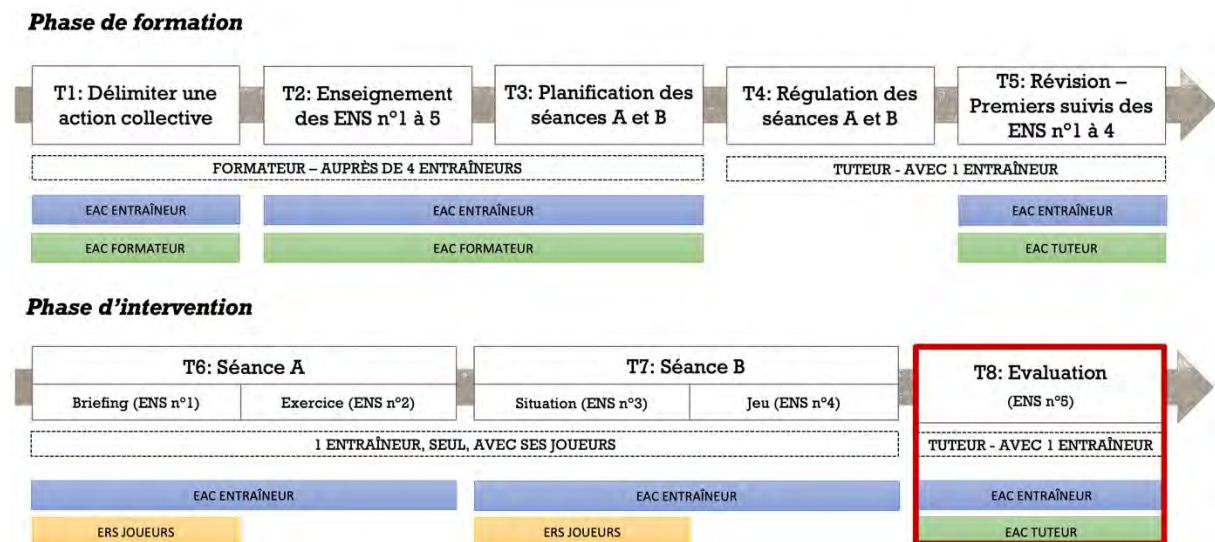 Phase de formation
T1: Délimiter une
action collective
T2: Enseignement
des ENS n°1 à 5
T3: Planification des
séances A et B
T4: Régulation des
séances A et B
T5: Révision –
Premiers suivis des
ENS n°1 à 4
FORMATEUR – AUPRÈS DE 4 ENTRAÎNEURS
TUTEUR - AVEC 1 ENTRAÎNEUR
EAC ENTRAÎNEUR
EAC ENTRAÎNEUR
EAC ENTRAÎNEUR
EAC FORMATEUR
EAC FORMATEUR
EAC TUTEUR
Phase d'intervention
T6: Séance A
Briefing (ENS n°1)
Exercice (ENS n°2)
T7: Séance B
Situation (ENS n°3)
Jeu (ENS n°4)
T8: Evaluation
(ENS n°5)
1 ENTRAÎNEUR, SEUL, AVEC SES JOUEURS
TUTEUR - AVEC 1 ENTRAÎNEUR
EAC ENTRAÎNEUR
EAC ENTRAÎNEUR
EAC ENTRAÎNEUR
ERS JOUEURS
ERS JOUEURS
EAC TUTEUR